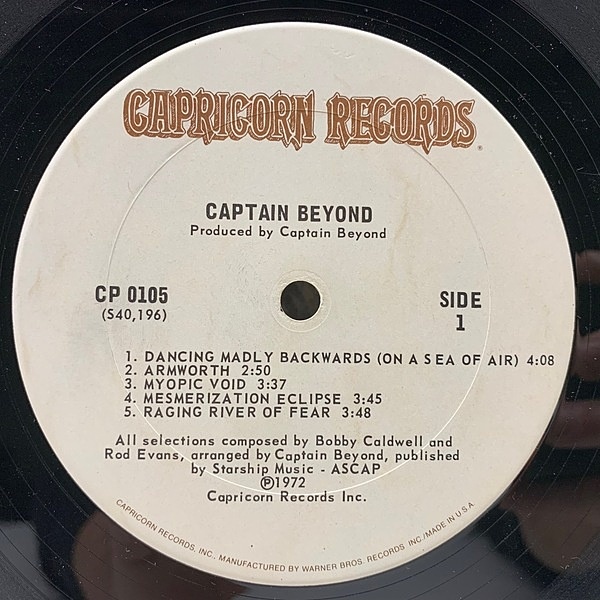 CAPRICORN RECORDS
CAPTAIN BEYOND
Produced by Captain Beyond
CP 0105
(S40,196)
SIDE
1
1. DANCING MADLY BACKWARDS (ON A SEA OF AIR) 4:08
2. ARMWORTH 2:50
3. MYOPIC VOID 3:37
4. MESMERIZATION ECLIPSE 3:45
5. RAGING RIVER OF FEAR 3:48
All selections composed by Bobby Caldwell and
Rod Evans, arranged by Captain Beyond, published
by Starship Music - ASCAP
℗1972
Capricorn Records Inc.
CAPRICORN RECORDS, INC., MANUFACTURED BY WARNER BROS. RECORDS INC./MADE IN U.S.A